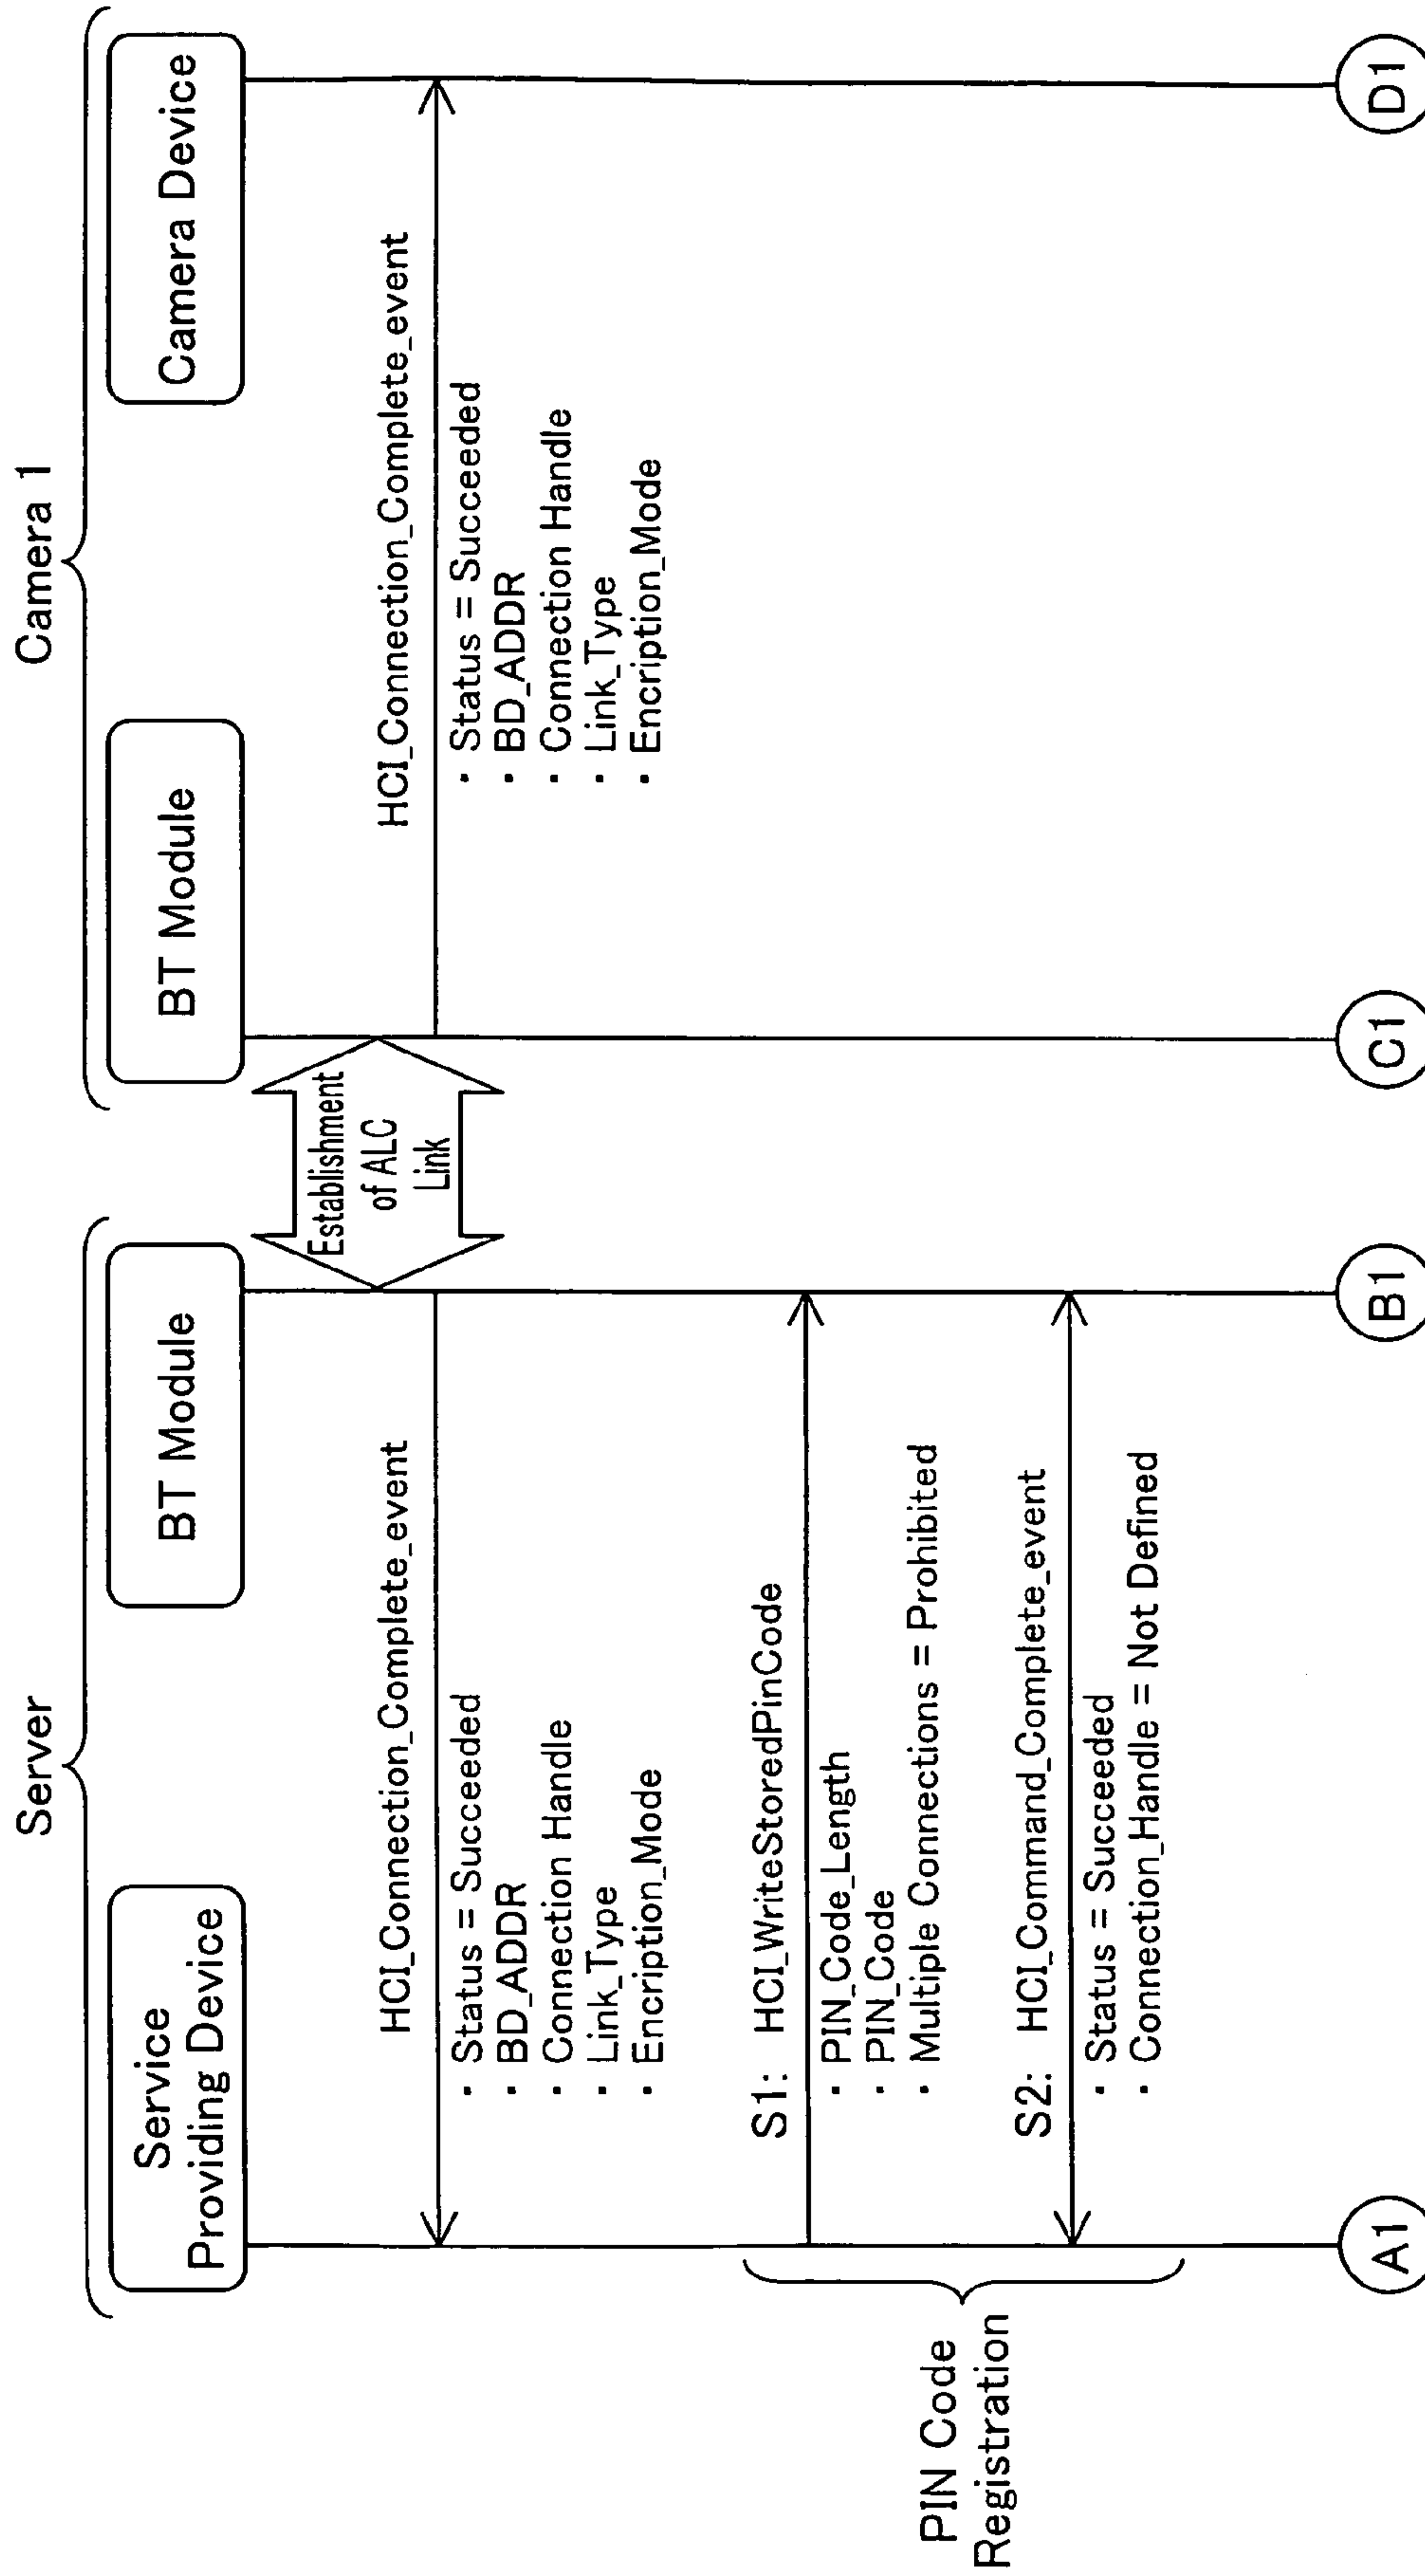 Server
Camera 1
Service
Providing Device
BT Module
BT Module
Camera Device
Establishment
of ALC
Link
HCI_Connection_Complete_event
· Status = Succeeded
· BD_ADDR
· Connection Handle
· Link_Type
· Encription_Mode
HCI_Connection_Complete_event
· Status = Succeeded
· BD_ADDR
· Connection Handle
· Link_Type
· Encription_Mode
PIN Code
Registration
S1: HCI_WriteStoredPinCode
· PIN_Code_Length
· PIN_Code
· Multiple Connections = Prohibited
S2: HCI_Command_Complete_event
· Status = Succeeded
· Connection_Handle = Not Defined
A1
B1
C1
D1